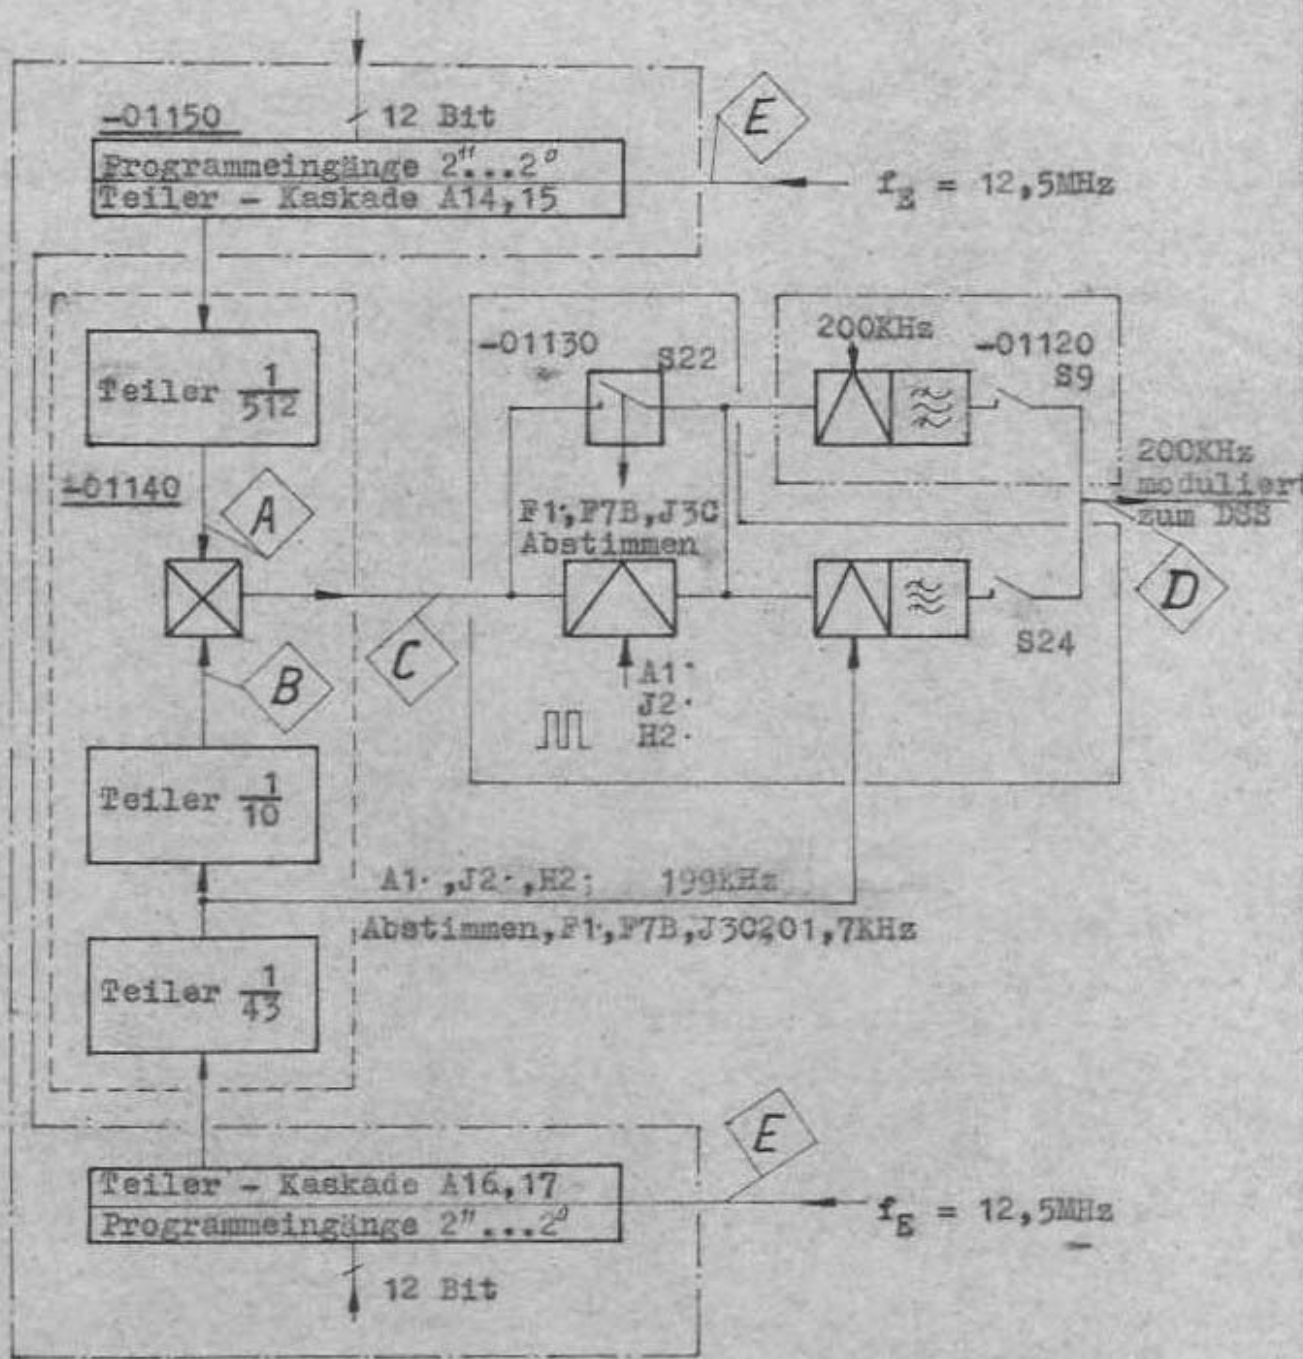 -01150
12 Bit
E
Programmeingänge 2¹¹...2⁰
Teiler - Kaskade A14,15
f_E = 12,5MHz
Teiler 1/512
-01130
S22
200KHz
-01120
S9
-01140
A
F1·,F7B,J3C
Abstimmen
200KHz
moduliert
zum DSS
D
C
S24
B
A1·
J2·
H2·
Teiler 1/10
A1·,J2·,H2; 199KHz
Abstimmen,F1·,F7B,J3C201,7KHz
Teiler 1/43
E
Teiler - Kaskade A16,17
Programmeingänge 2¹¹...2⁰
f_E = 12,5MHz
12 Bit